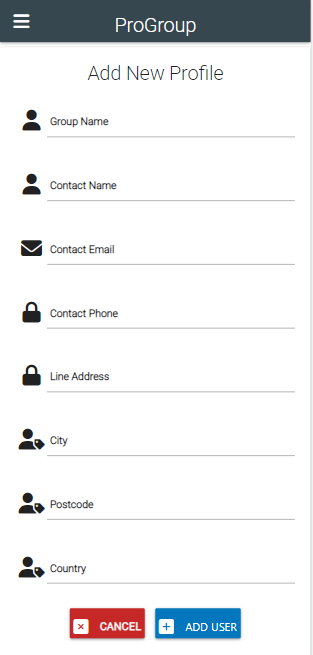 ProGroup
Add New Profile
Group Name
Contact Name
Contact Email
Contact Phone
Line Address
City
Postcode
Country
CANCEL ADD USER